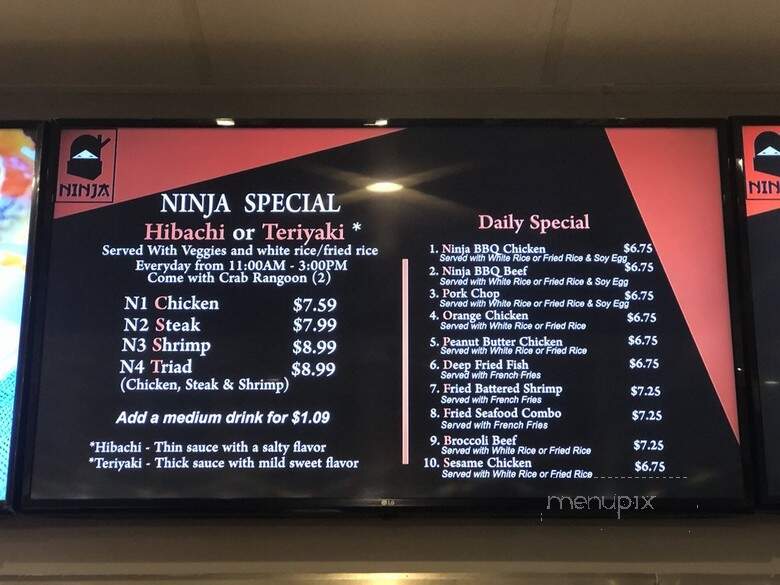 NINJA
NINJA SPECIAL
Hibachi or Teriyaki *
Served With Veggies and white rice/fried rice
Everyday from 11:00AM - 3:00PM
Come with Crab Rangoon (2)
N1 Chicken $7.59
N2 Steak $7.99
N3 Shrimp $8.99
N4 Triad $8.99
(Chicken, Steak & Shrimp)
Add a medium drink for $1.09
*Hibachi - Thin sauce with a salty flavor
*Teriyaki - Thick sauce with mild sweet flavor
Daily Special
1. Ninja BBQ Chicken $6.75
Served with White Rice or Fried Rice & Soy Egg
2. Ninja BBQ Beef $6.75
Served with White Rice or Fried Rice & Soy Egg
3. Pork Chop $6.75
Served with White Rice or Fried Rice & Soy Egg
4. Orange Chicken $6.75
Served with White Rice or Fried Rice
5. Peanut Butter Chicken $6.75
Served with White Rice or Fried Rice
6. Deep Fried Fish $6.75
Served with French Fries
7. Fried Battered Shrimp $7.25
Served with French Fries
8. Fried Seafood Combo $7.25
Served with French Fries
9. Broccoli Beef $7.25
Served with White Rice or Fried Rice
10. Sesame Chicken $6.75
Served with White Rice or Fried Rice
LG
NIN
menupix